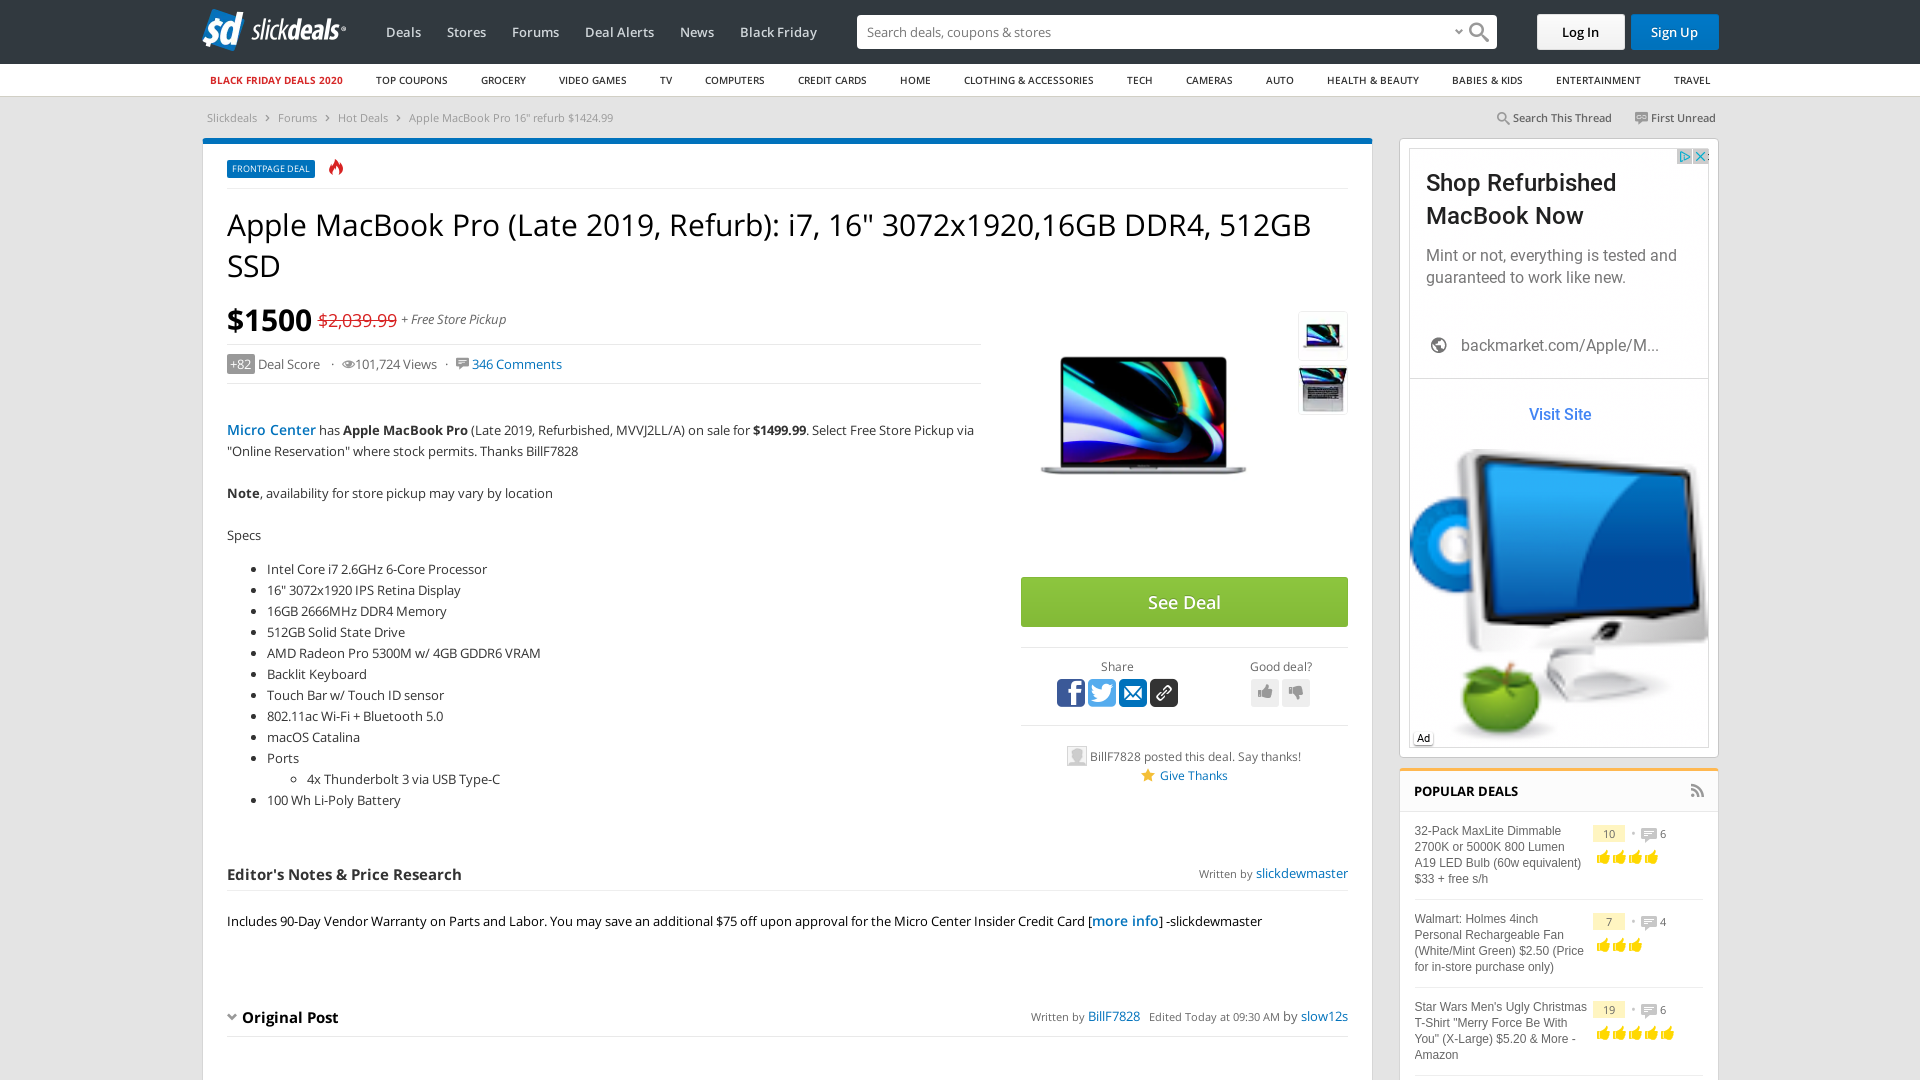 sd slickdeals
Deals
Stores
Forums
Deal Alerts
News
Black Friday
Search deals, coupons & stores
Log In
Sign Up
BLACK FRIDAY DEALS 2020
TOP COUPONS
GROCERY
VIDEO GAMES
TV
COMPUTERS
CREDIT CARDS
HOME
CLOTHING & ACCESSORIES
TECH
CAMERAS
AUTO
HEALTH & BEAUTY
BABIES & KIDS
ENTERTAINMENT
TRAVEL
Slickdeals > Forums > Hot Deals > Apple MacBook Pro 16" refurb $1424.99
Search This Thread
First Unread
FRONTPAGE DEAL
Apple MacBook Pro (Late 2019, Refurb): i7, 16" 3072x1920,16GB DDR4, 512GB
SSD
$1500 $2,039.99 + Free Store Pickup
+82 Deal Score · 101,724 Views · 346 Comments
Micro Center has Apple MacBook Pro (Late 2019, Refurbished, MVVJ2LL/A) on sale for $1499.99. Select Free Store Pickup via
"Online Reservation" where stock permits. Thanks BillF7828
Note, availability for store pickup may vary by location
Specs
• Intel Core i7 2.6GHz 6-Core Processor
• 16" 3072x1920 IPS Retina Display
• 16GB 2666MHz DDR4 Memory
• 512GB Solid State Drive
• AMD Radeon Pro 5300M w/ 4GB GDDR6 VRAM
• Backlit Keyboard
• Touch Bar w/ Touch ID sensor
• 802.11ac Wi-Fi + Bluetooth 5.0
• macOS Catalina
• Ports
◦ 4x Thunderbolt 3 via USB Type-C
• 100 Wh Li-Poly Battery
See Deal
Share
Good deal?
BillF7828 posted this deal. Say thanks!
Give Thanks
Editor's Notes & Price Research
Written by slickdewmaster
Includes 90-Day Vendor Warranty on Parts and Labor. You may save an additional $75 off upon approval for the Micro Center Insider Credit Card [more info] -slickdewmaster
Original Post
Written by BillF7828 Edited Today at 09:30 AM by slow12s
Shop Refurbished
MacBook Now
Mint or not, everything is tested and
guaranteed to work like new.
backmarket.com/Apple/M...
Visit Site
Ad
POPULAR DEALS
32-Pack MaxLite Dimmable
2700K or 5000K 800 Lumen
A19 LED Bulb (60w equivalent)
$33 + free s/h
10 • 6
Walmart: Holmes 4inch
Personal Rechargeable Fan
(White/Mint Green) $2.50 (Price
for in-store purchase only)
7 • 4
Star Wars Men's Ugly Christmas
T-Shirt "Merry Force Be With
You" (X-Large) $5.20 & More -
Amazon
19 • 6